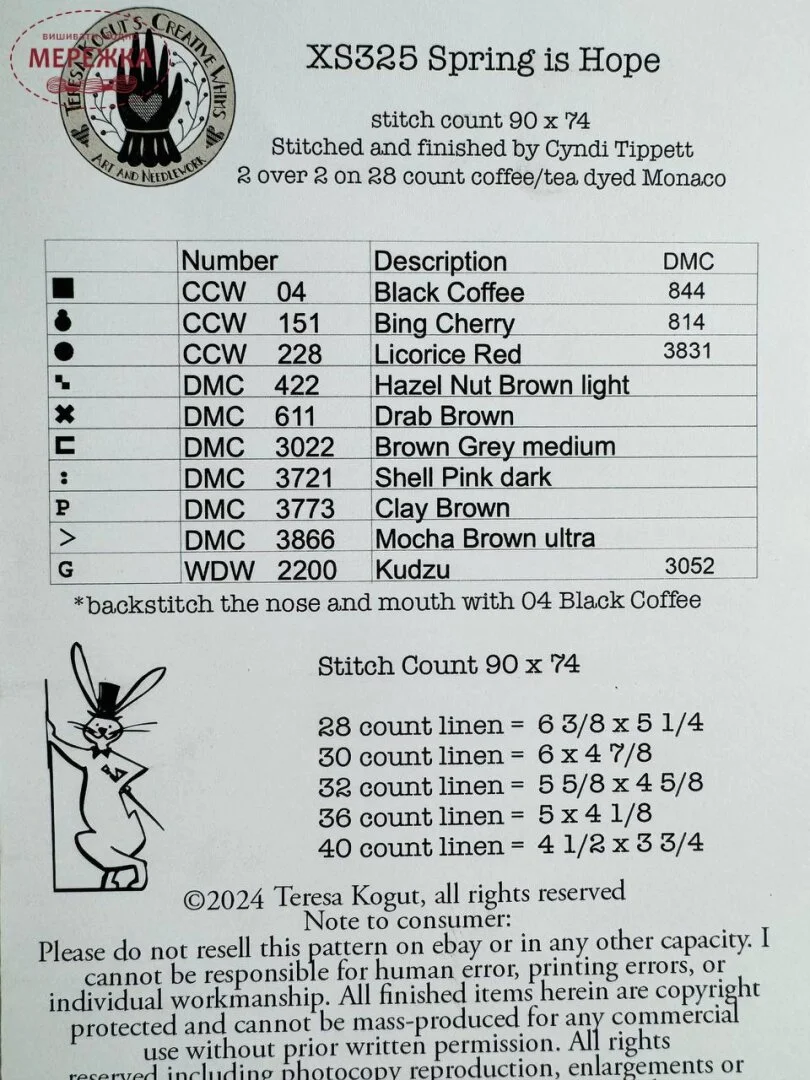 вишивати модно
МЕРЕЖКА
TERESA KOGUT'S CREATIVE WHIMS
ART AND NEEDLEWORK
XS325 Spring is Hope
stitch count 90 x 74
Stitched and finished by Cyndi Tippett
2 over 2 on 28 count coffee/tea dyed Monaco
Number Description DMC
CCW 04 Black Coffee 844
CCW 151 Bing Cherry 814
CCW 228 Licorice Red 3831
DMC 422 Hazel Nut Brown light
DMC 611 Drab Brown
DMC 3022 Brown Grey medium
DMC 3721 Shell Pink dark
P DMC 3773 Clay Brown
> DMC 3866 Mocha Brown ultra
G WDW 2200 Kudzu 3052
*backstitch the nose and mouth with 04 Black Coffee
Stitch Count 90 x 74
28 count linen = 6 3/8 x 5 1/4
30 count linen = 6 x 4 7/8
32 count linen = 5 5/8 x 4 5/8
36 count linen = 5 x 4 1/8
40 count linen = 4 1/2 x 3 3/4
©2024 Teresa Kogut, all rights reserved
Note to consumer:
Please do not resell this pattern on ebay or in any other capacity. I
cannot be responsible for human error, printing errors, or
individual workmanship. All finished items herein are copyright
protected and cannot be mass-produced for any commercial
use without prior written permission. All rights
reserved including photocopy reproduction, enlargements or